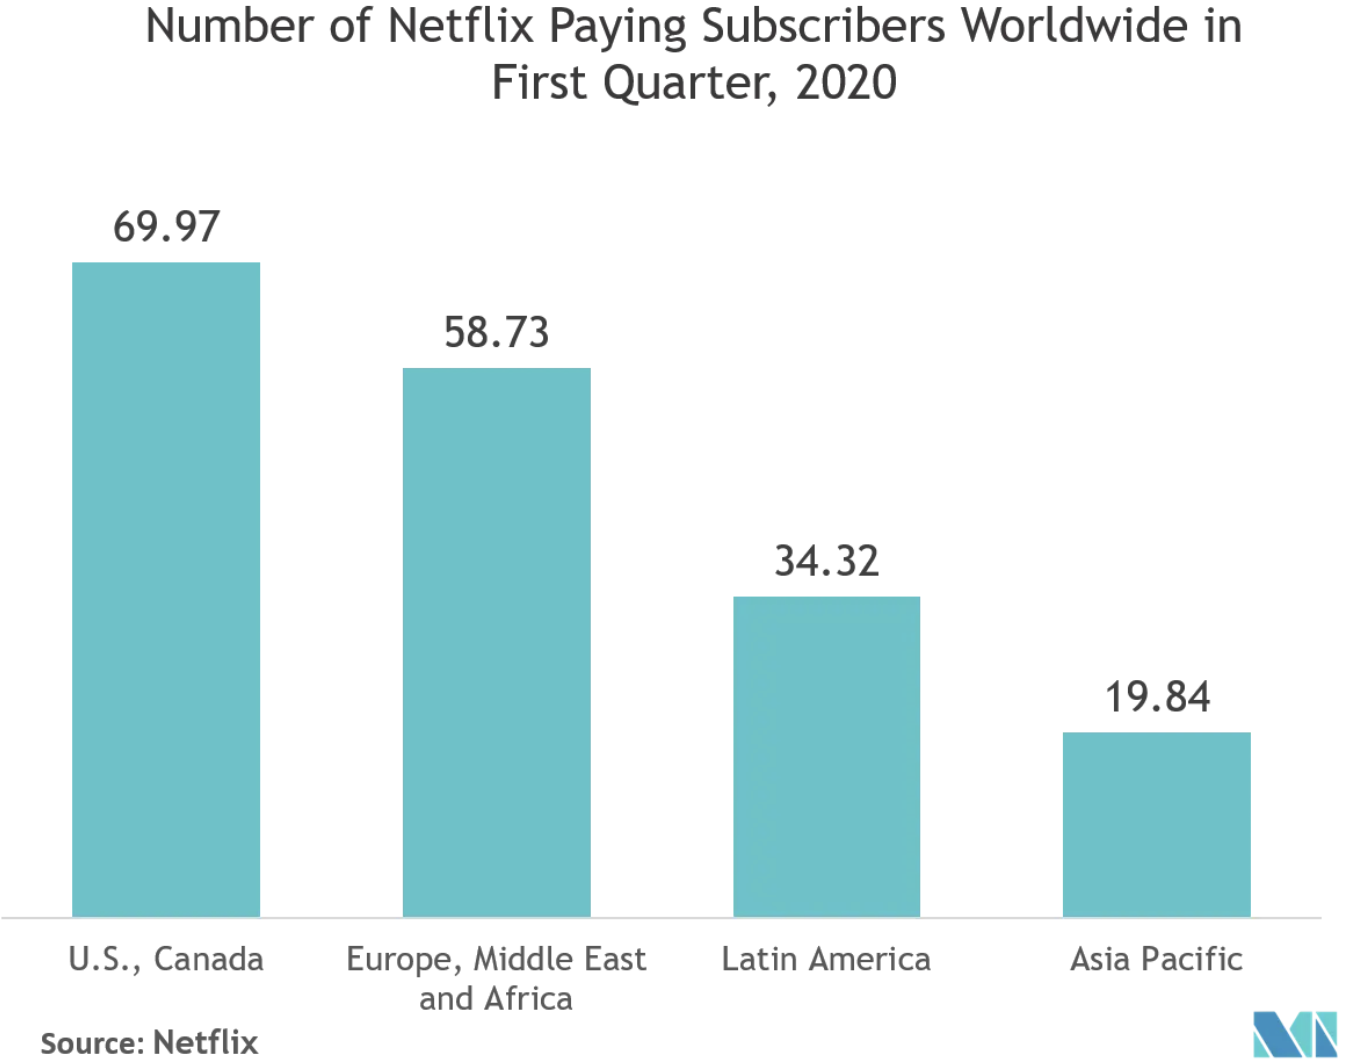 Number of Netflix Paying Subscribers Worldwide in
First Quarter, 2020
69.97
58.73
34.32
19.84
U.S., Canada
Europe, Middle East
and Africa
Latin America
Asia Pacific
Source: Netflix